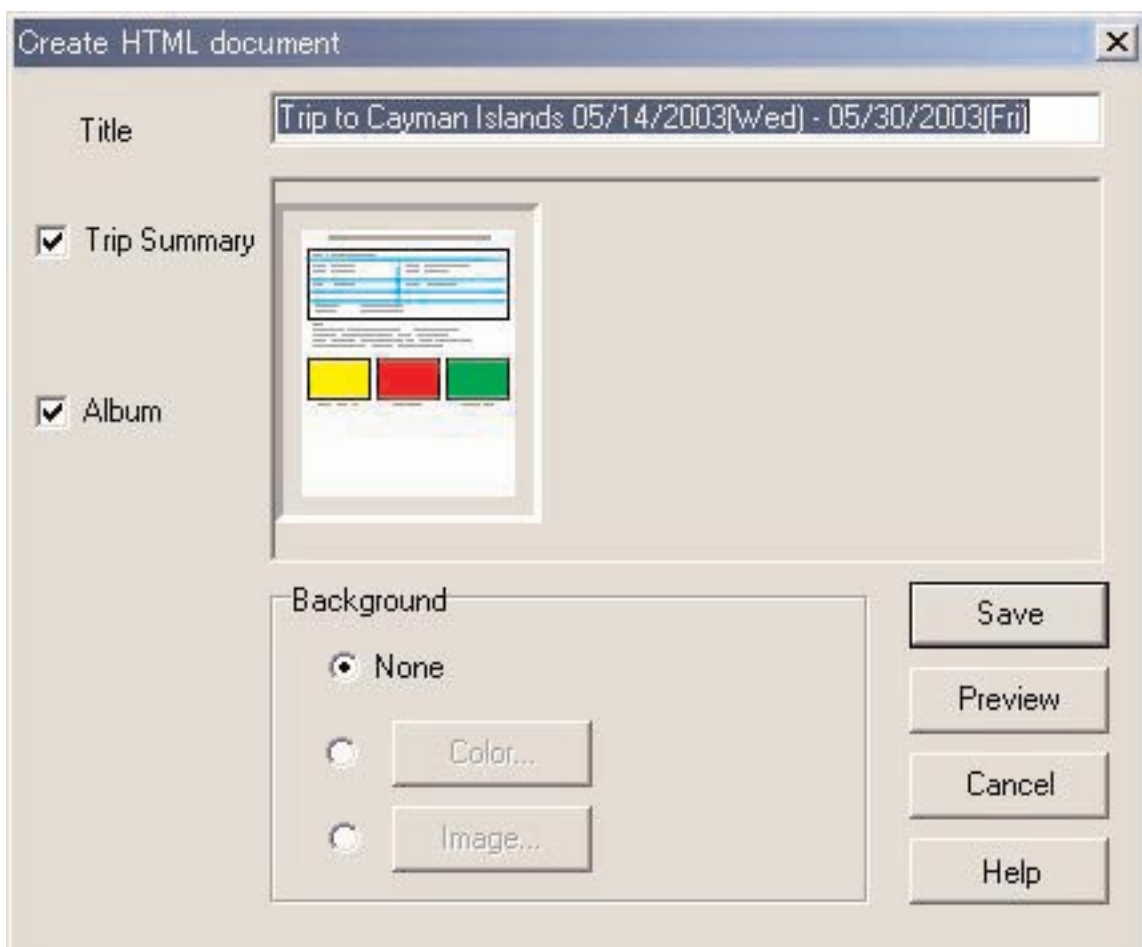 Create HTML document
Title
Trip to Cayman Islands 05/14/2003(Wed) - 05/30/2003(Fri)
Trip Summary
Album
Background
None
Color...
Image...
Save
Preview
Cancel
Help